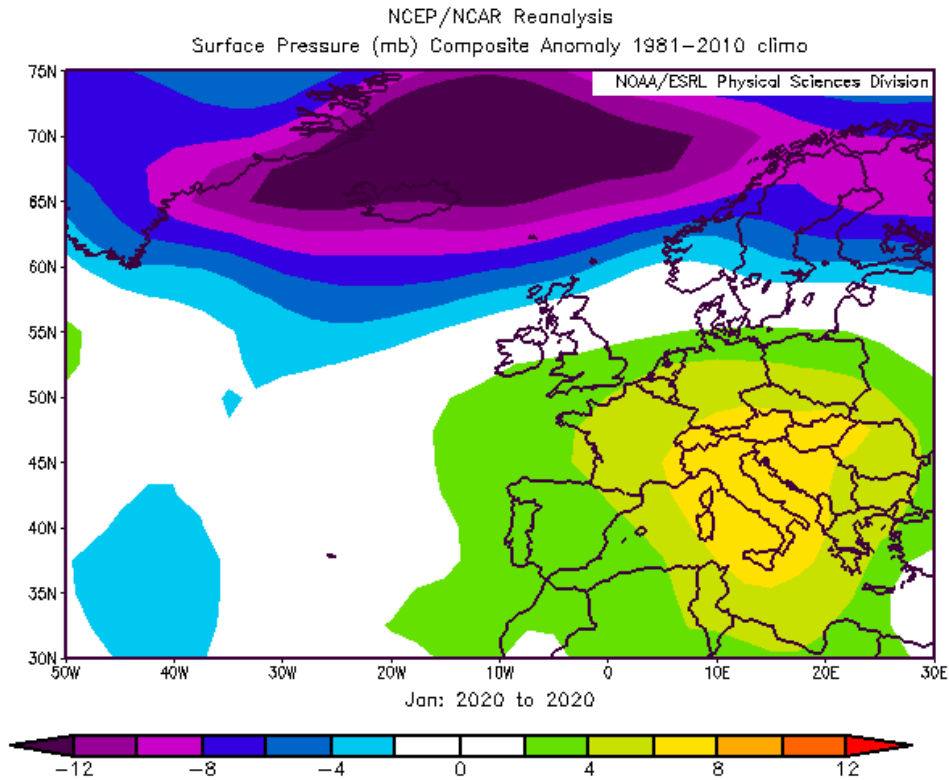 NCEP/NCAR Reanalysis
Surface Pressure (mb) Composite Anomaly 1981-2010 climo
75N
NOAA/ESRL Physical Sciences Division
70N
65N
60N
55N
50N
45N
40N
35N
30N
50W 40W 30W 20W 10W 0 10E 20E 30E
Jan: 2020 to 2020
-12 -8 -4 0 4 8 12